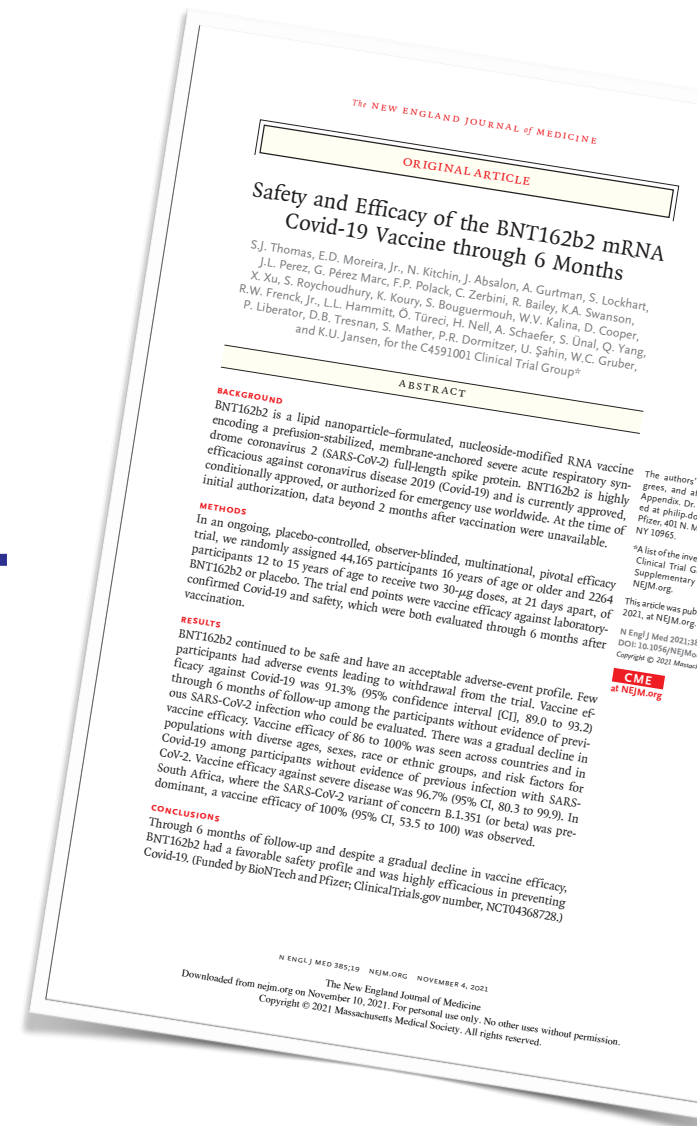 The NEW ENGLAND JOURNAL of MEDICINE
ORIGINAL ARTICLE
Safety and Efficacy of the BNT162b2 mRNA
Covid-19 Vaccine through 6 Months
S.J. Thomas, E.D. Moreira, Jr., N. Kitchin, J. Absalon, A. Gurtman, S. Lockhart,
J.L. Perez, G. Pérez Marc, F.P. Polack, C. Zerbini, R. Bailey, K.A. Swanson,
X. Xu, S. Roychoudhury, K. Koury, S. Bouguermouh, W.V. Kalina, D. Cooper,
R.W. Frenck, Jr., L.L. Hammitt, Ö. Türeci, H. Nell, A. Schaefer, S. Ünal, Q. Yang,
P. Liberator, D.B. Tresnan, S. Mather, P.R. Dormitzer, U. Şahin, W.C. Gruber,
and K.U. Jansen, for the C4591001 Clinical Trial Group*
ABSTRACT
BACKGROUND
BNT162b2 is a lipid nanoparticle–formulated, nucleoside-modified RNA vaccine
encoding a prefusion-stabilized, membrane-anchored severe acute respiratory syn-
drome coronavirus 2 (SARS-CoV-2) full-length spike protein. BNT162b2 is highly
efficacious against coronavirus disease 2019 (Covid-19) and is currently approved,
conditionally approved, or authorized for emergency use worldwide. At the time of
initial authorization, data beyond 2 months after vaccination were unavailable.
METHODS
In an ongoing, placebo-controlled, observer-blinded, multinational, pivotal efficacy
trial, we randomly assigned 44,165 participants 16 years of age or older and 2264
participants 12 to 15 years of age to receive two 30-μg doses, at 21 days apart, of
BNT162b2 or placebo. The trial end points were vaccine efficacy against laboratory-
confirmed Covid-19 and safety, which were both evaluated through 6 months after
vaccination.
RESULTS
BNT162b2 continued to be safe and have an acceptable adverse-event profile. Few
participants had adverse events leading to withdrawal from the trial. Vaccine ef-
ficacy against Covid-19 was 91.3% (95% confidence interval [CI], 89.0 to 93.2)
through 6 months of follow-up among the participants without evidence of previ-
ous SARS-CoV-2 infection who could be evaluated. There was a gradual decline in
vaccine efficacy. Vaccine efficacy of 86 to 100% was seen across countries and in
populations with diverse ages, sexes, race or ethnic groups, and risk factors for
Covid-19 among participants without evidence of previous infection with SARS-
CoV-2. Vaccine efficacy against severe disease was 96.7% (95% CI, 80.3 to 99.9). In
South Africa, where the SARS-CoV-2 variant of concern B.1.351 (or beta) was pre-
dominant, a vaccine efficacy of 100% (95% CI, 53.5 to 100) was observed.
CONCLUSIONS
Through 6 months of follow-up and despite a gradual decline in vaccine efficacy,
BNT162b2 had a favorable safety profile and was highly efficacious in preventing
Covid-19. (Funded by BioNTech and Pfizer; ClinicalTrials.gov number, NCT04368728.)
The authors'
grees, and af
Appendix. Dr.
ed at philip.do
Pfizer, 401 N. M
NY 10965.
*A list of the inve
Clinical Trial G
Supplementary
NEJM.org.
This article was pub
2021, at NEJM.org.
N Engl J Med 2021;38
DOI: 10.1056/NEJMo
Copyright © 2021 Massach
CME
at NEJM.org
N ENGL J MED 385;19 NEJM.ORG NOVEMBER 4, 2021
The New England Journal of Medicine
Downloaded from nejm.org on November 10, 2021. For personal use only. No other uses without permission.
Copyright © 2021 Massachusetts Medical Society. All rights reserved.